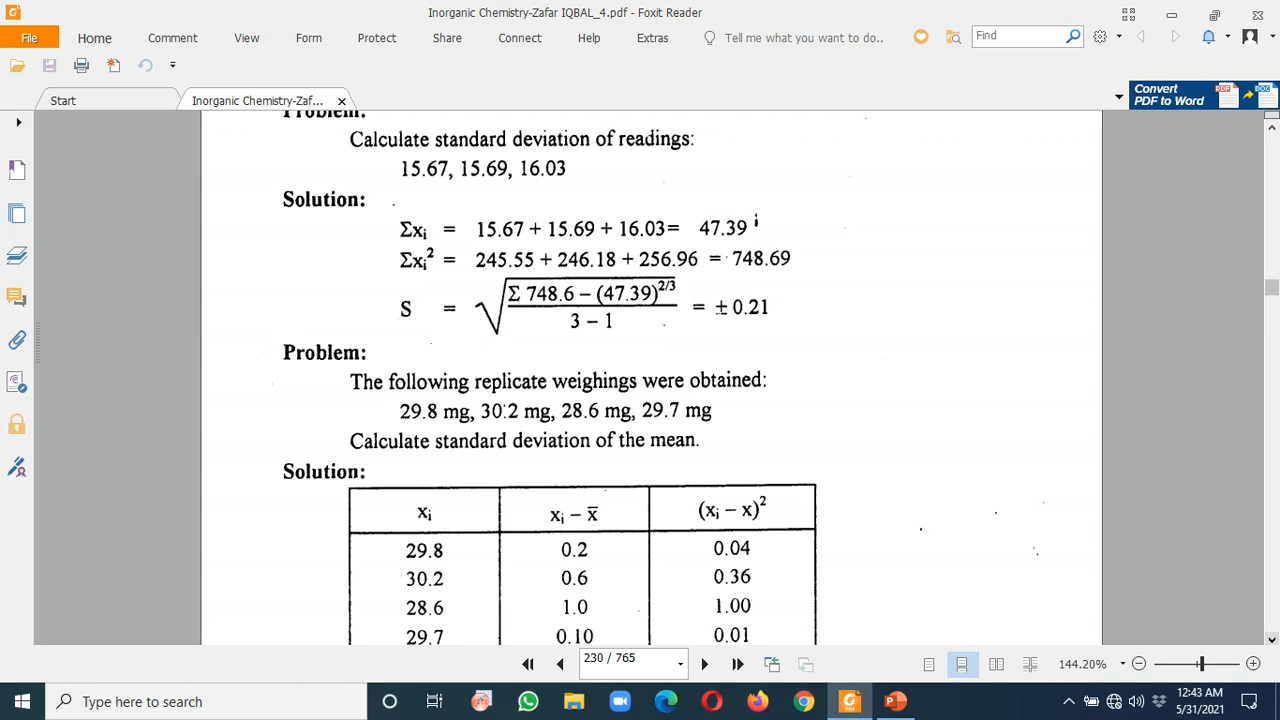 Inorganic Chemistry-Zafar IQBAL_4.pdf - Foxit Reader
File Home Comment View Form Protect Share Connect Help Extras Tell me what you want to do.. Find
Start Inorganic Chemistry-Zaf... Convert PDF to Word
Problem:
Calculate standard deviation of readings:
15.67, 15.69, 16.03
Solution:
Σxᵢ = 15.67 + 15.69 + 16.03= 47.39
Σxᵢ² = 245.55 + 246.18 + 256.96 = 748.69
S = √((Σ 748.6 – (47.39)^2/3) / (3 – 1)) = ± 0.21
Problem:
The following replicate weighings were obtained:
29.8 mg, 30.2 mg, 28.6 mg, 29.7 mg
Calculate standard deviation of the mean.
Solution:
xᵢ xᵢ – x̅ (xᵢ – x)²
29.8 0.2 0.04
30.2 0.6 0.36
28.6 1.0 1.00
29.7 0.10 0.01
230 / 765 144.20%
Type here to search 12:43 AM
5/31/2021